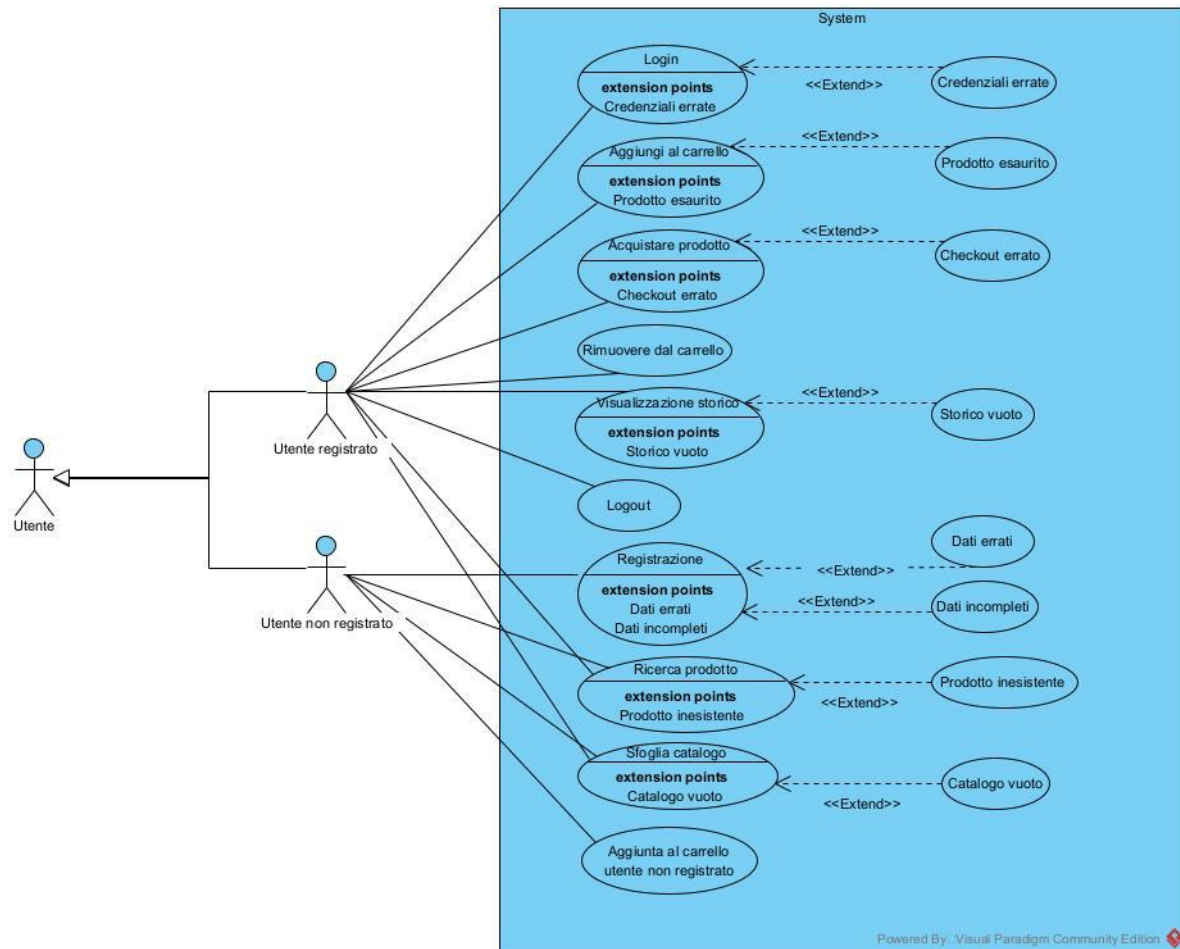 System
Login
extension points
Credenziali errate
<<Extend>>
Credenziali errate
Aggiungi al carrello
extension points
Prodotto esaurito
<<Extend>>
Prodotto esaurito
Acquistare prodotto
extension points
Checkout errato
<<Extend>>
Checkout errato
Rimuovere dal carrello
Visualizzazione storico
extension points
Storico vuoto
<<Extend>>
Storico vuoto
Utente registrato
Utente
Logout
Utente non registrato
Registrazione
extension points
Dati errati
Dati incompleti
<<Extend>>
Dati errati
<<Extend>>
Dati incompleti
Ricerca prodotto
extension points
Prodotto inesistente
<<Extend>>
Prodotto inesistente
Sfoglia catalogo
extension points
Catalogo vuoto
<<Extend>>
Catalogo vuoto
Aggiunta al carrello
utente non registrato
Powered By Visual Paradigm Community Edition